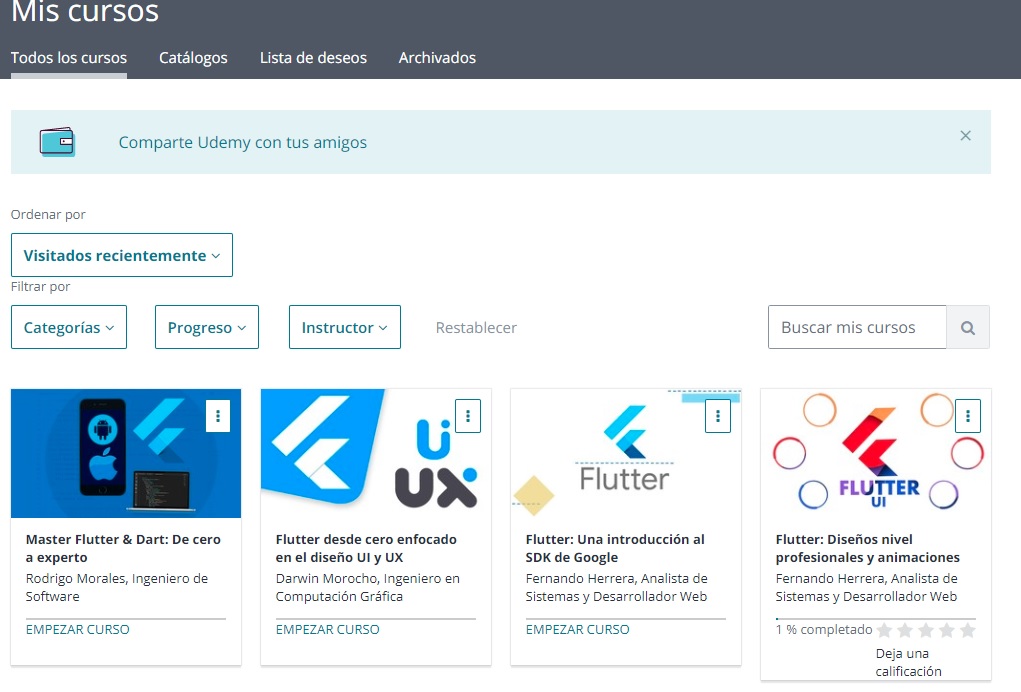 Mis cursos
Todos los cursos
Catálogos
Lista de deseos
Archivados
Comparte Udemy con tus amigos
Ordenar por
Visitados recientemente
Filtrar por
Categorías
Progreso
Instructor
Restablecer
Buscar mis cursos
Master Flutter & Dart: De cero
a experto
Rodrigo Morales, Ingeniero de
Software
EMPEZAR CURSO
Ui
UX
Flutter desde cero enfocado
en el diseño UI y UX
Darwin Morocho, Ingeniero en
Computación Gráfica
EMPEZAR CURSO
Flutter
Flutter: Una introducción al
SDK de Google
Fernando Herrera, Analista de
Sistemas y Desarrollador Web
EMPEZAR CURSO
FLUTTER
UI
Flutter: Diseños nivel
profesionales y animaciones
Fernando Herrera, Analista de
Sistemas y Desarrollador Web
1 % completado
Deja una
calificación